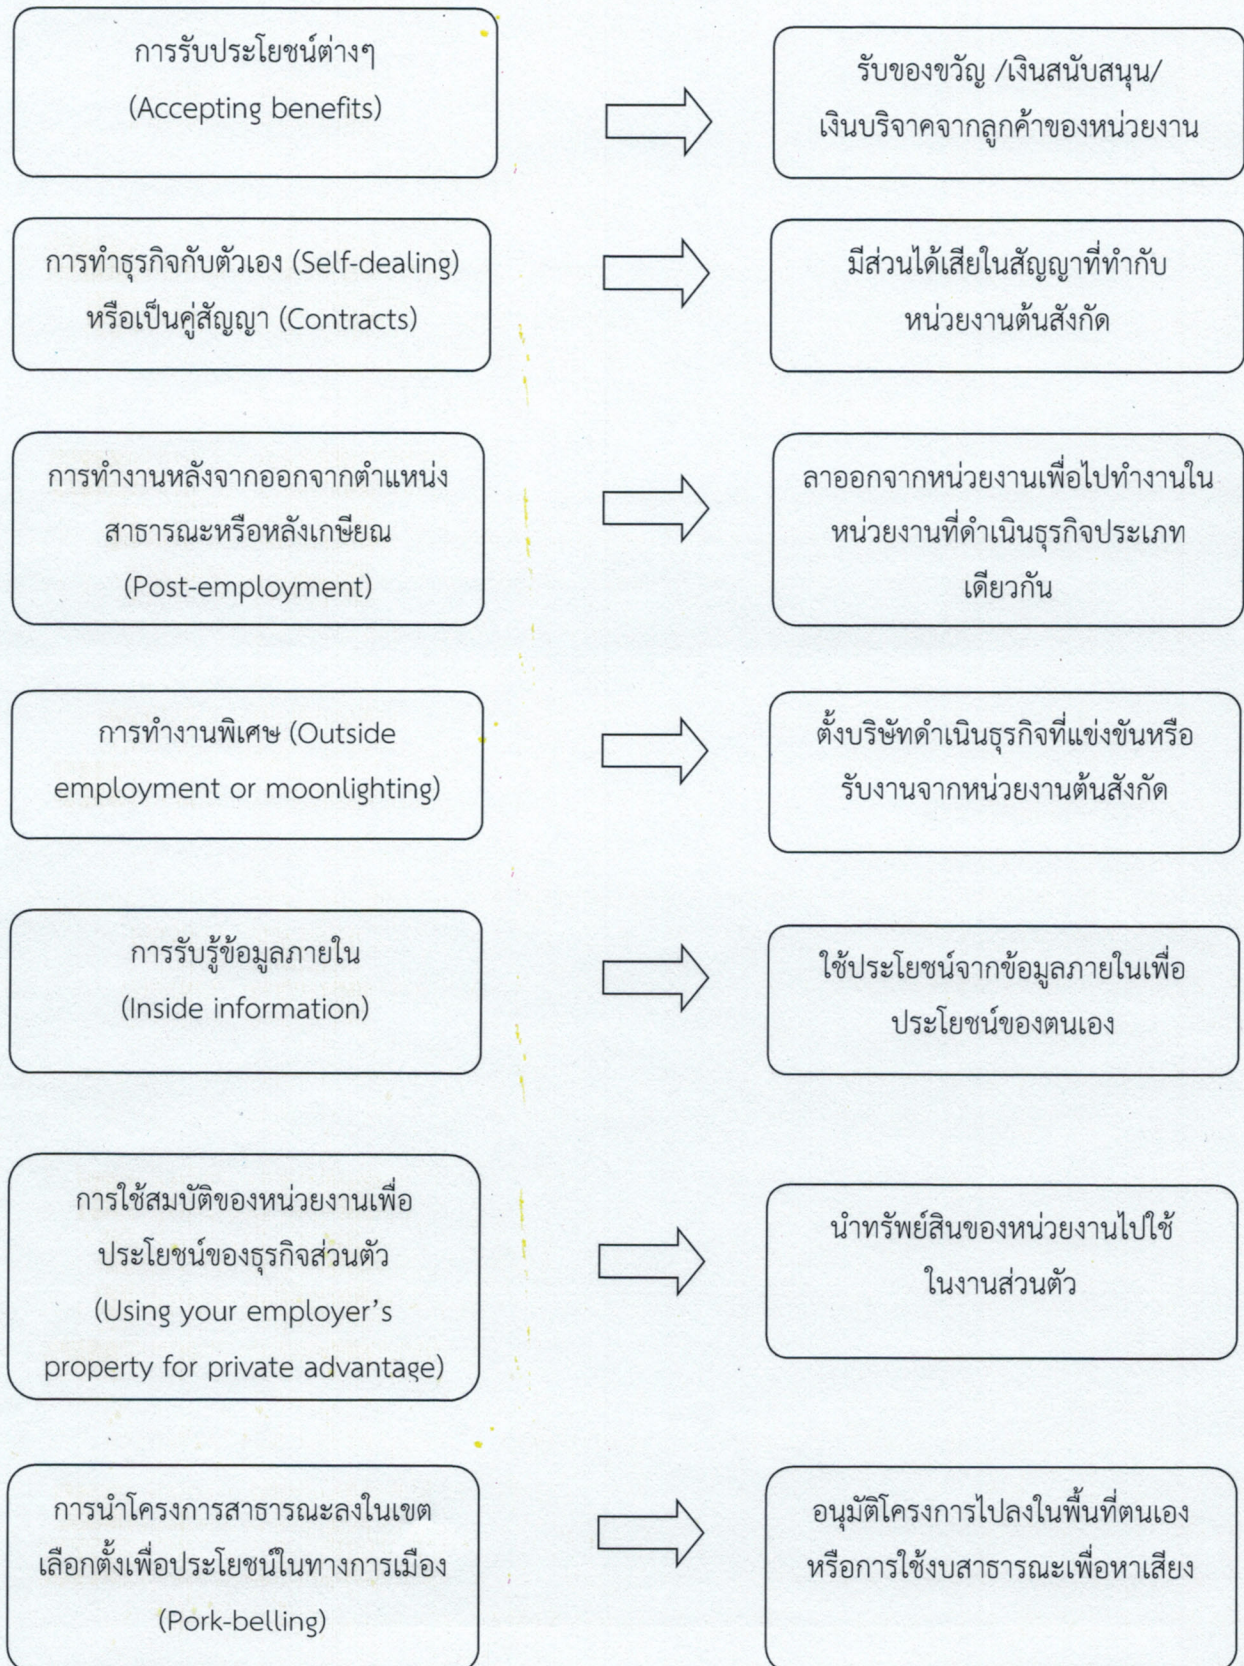 การรับประโยชน์ต่างๆ
(Accepting benefits)
รับของขวัญ /เงินสนับสนุน/
เงินบริจาคจากลูกค้าของหน่วยงาน
การทำธุรกิจกับตัวเอง (Self-dealing)
หรือเป็นคู่สัญญา (Contracts)
มีส่วนได้เสียในสัญญาที่ทำกับ
หน่วยงานต้นสังกัด
การทำงานหลังจากออกจากตำแหน่ง
สาธารณะหรือหลังเกษียณ
(Post-employment)
ลาออกจากหน่วยงานเพื่อไปทำงานใน
หน่วยงานที่ดำเนินธุรกิจประเภท
เดียวกัน
การทำงานพิเศษ (Outside
employment or moonlighting)
ตั้งบริษัทดำเนินธุรกิจที่แข่งขันหรือ
รับงานจากหน่วยงานต้นสังกัด
การรับรู้ข้อมูลภายใน
(Inside information)
ใช้ประโยชน์จากข้อมูลภายในเพื่อ
ประโยชน์ของตนเอง
การใช้สมบัติของหน่วยงานเพื่อ
ประโยชน์ของธุรกิจส่วนตัว
(Using your employer's
property for private advantage)
นำทรัพย์สินของหน่วยงานไปใช้
ในงานส่วนตัว
การนำโครงการสาธารณะลงในเขต
เลือกตั้งเพื่อประโยชน์ในทางการเมือง
(Pork-belling)
อนุมัติโครงการไปลงในพื้นที่ตนเอง
หรือการใช้งบสาธารณะเพื่อหาเสียง